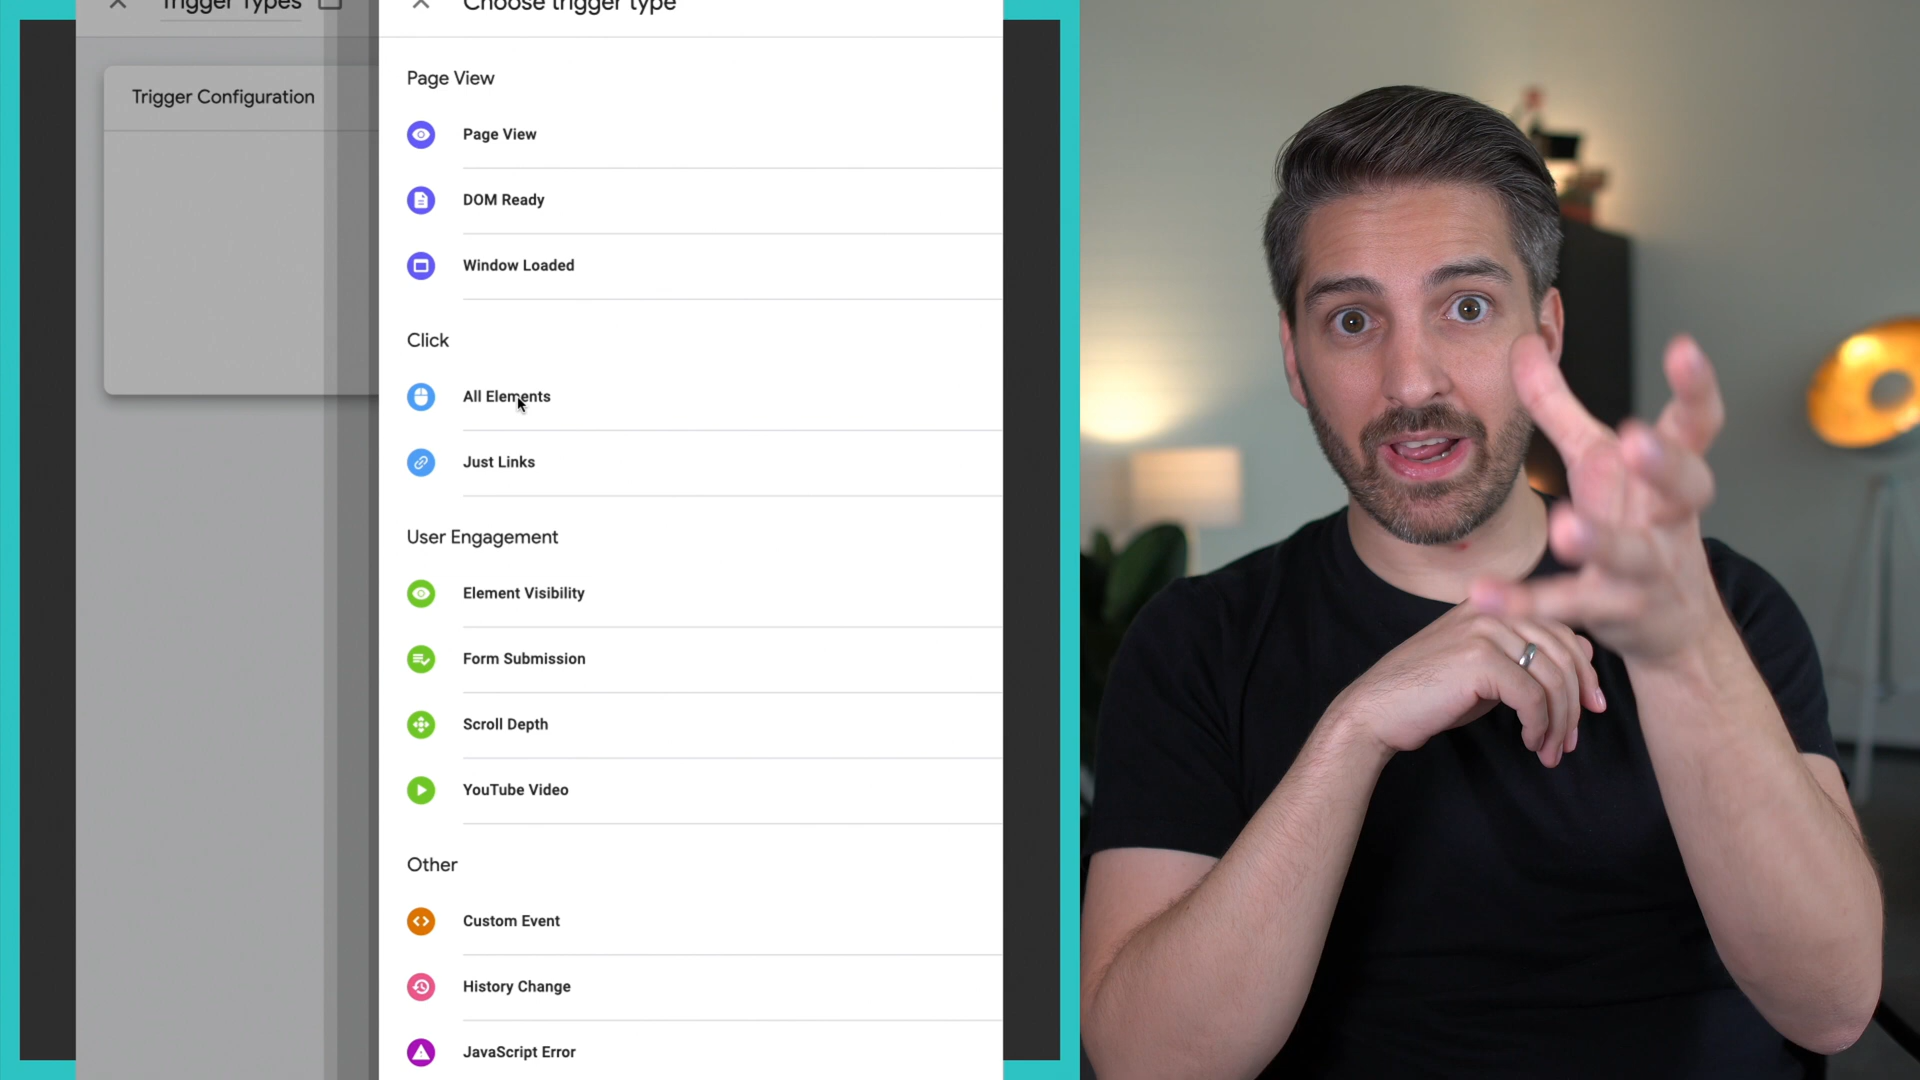 Trigger Types
Choose trigger type
Trigger Configuration
Page View
Page View
DOM Ready
Window Loaded
Click
All Elements
Just Links
User Engagement
Element Visibility
Form Submission
Scroll Depth
YouTube Video
Other
Custom Event
History Change
JavaScript Error